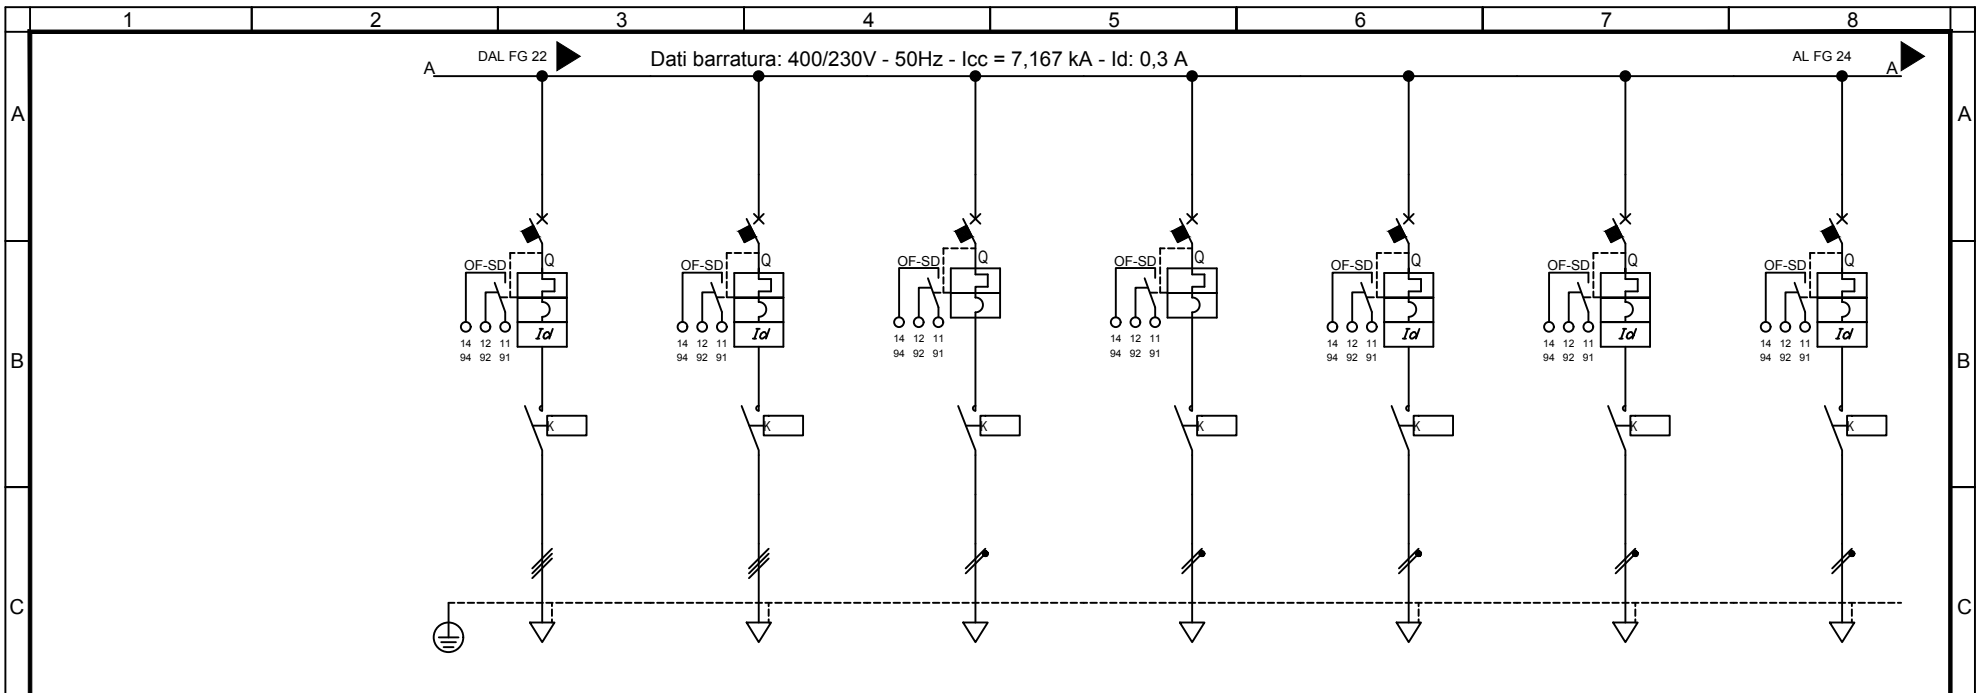 1 2 3 4 5 6 7 8
DAL FG 22 Dati barratura: 400/230V - 50Hz - Icc = 7,167 kA - Id: 0,3 A AL FG 24
A A
A A
Q Q Q Q Q Q Q
OF-SD OF-SD OF-SD OF-SD OF-SD OF-SD OF-SD
Id Id Id Id Id
14 12 11 14 12 11 14 12 11 14 12 11 14 12 11 14 12 11 14 12 11
94 92 91 94 92 91 94 92 91 94 92 91 94 92 91 94 92 91 94 92 91
B B
K K K K K K K
C C